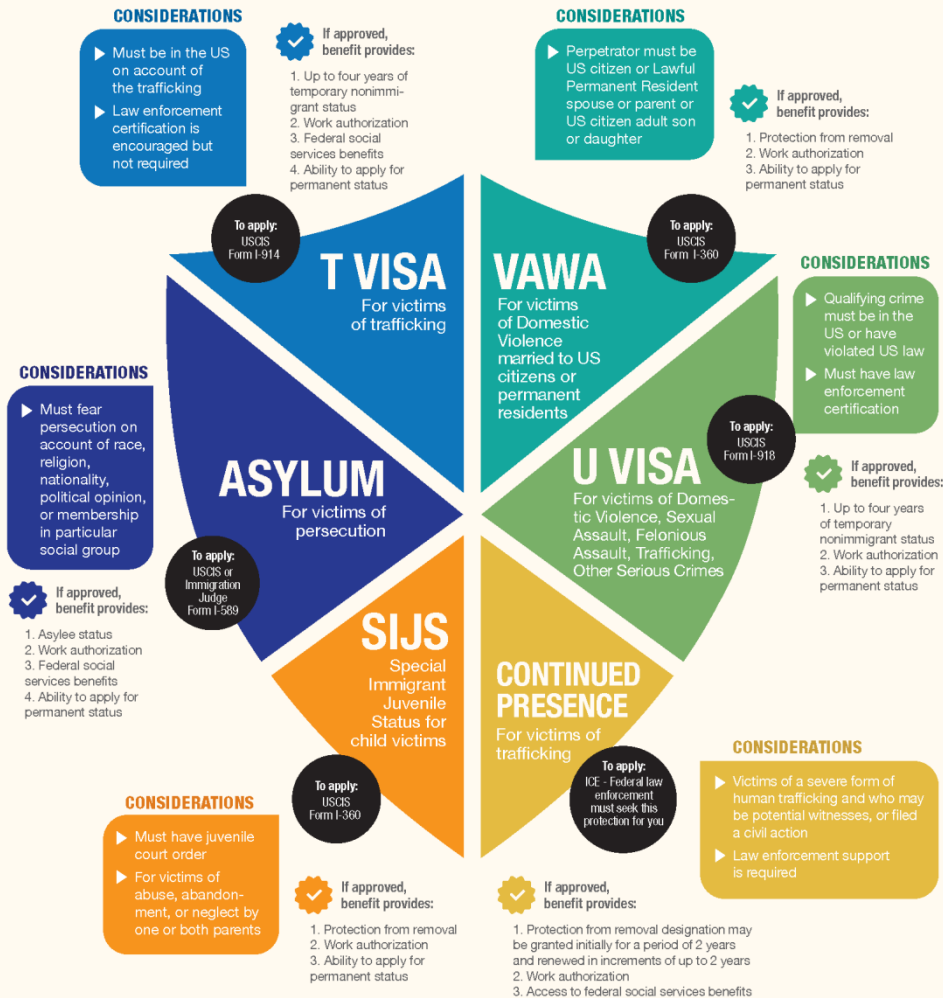 CONSIDERATIONS
Must be in the US
on account of
the trafficking
Law enforcement
certification is
encouraged but
not required
If approved,
benefit provides:
1. Up to four years of
temporary nonimmi-
grant status
2. Work authorization
3. Federal social
services benefits
4. Ability to apply for
permanent status
To apply:
USCIS
Form I-914
T VISA
For victims
of trafficking
CONSIDERATIONS
Perpetrator must be
US citizen or Lawful
Permanent Resident
spouse or parent or
US citizen adult son
or daughter
If approved,
benefit provides:
1. Protection from removal
2. Work authorization
3. Ability to apply for
permanent status
To apply:
USCIS
Form I-360
VAWA
For victims
of Domestic
Violence
married to US
citizens or
permanent
residents
CONSIDERATIONS
Qualifying crime
must be in the
US or have
violated US law
Must have law
enforcement
certification
To apply:
USCIS
Form I-918
U VISA
For victims of Domes-
tic Violence, Sexual
Assault, Felonious
Assault, Trafficking,
Other Serious Crimes
If approved,
benefit provides:
1. Up to four years
of temporary
nonimmigrant status
2. Work authorization
3. Ability to apply for
permanent status
CONSIDERATIONS
Must fear
persecution on
account of race,
religion,
nationality,
political opinion,
or membership
in particular
social group
ASYLUM
For victims of
persecution
To apply:
USCIS or
Immigration
Judge
Form I-589
If approved,
benefit provides:
1. Asylee status
2. Work authorization
3. Federal social
services benefits
4. Ability to apply for
permanent status
SIJS
Special
Immigrant
Juvenile
Status for
child victims
To apply:
USCIS
Form I-360
CONSIDERATIONS
Must have juvenile
court order
For victims of
abuse, abandon-
ment, or neglect by
one or both parents
If approved,
benefit provides:
1. Protection from removal
2. Work authorization
3. Ability to apply for
permanent status
CONTINUED
PRESENCE
For victims of
trafficking
To apply:
ICE - Federal law
enforcement
must seek this
protection for you
CONSIDERATIONS
Victims of a severe form of
human trafficking and who may
be potential witnesses, or filed
a civil action
Law enforcement support
is required
If approved,
benefit provides:
1. Protection from removal designation may
be granted initially for a period of 2 years
and renewed in increments of up to 2 years
2. Work authorization
3. Access to federal social services benefits